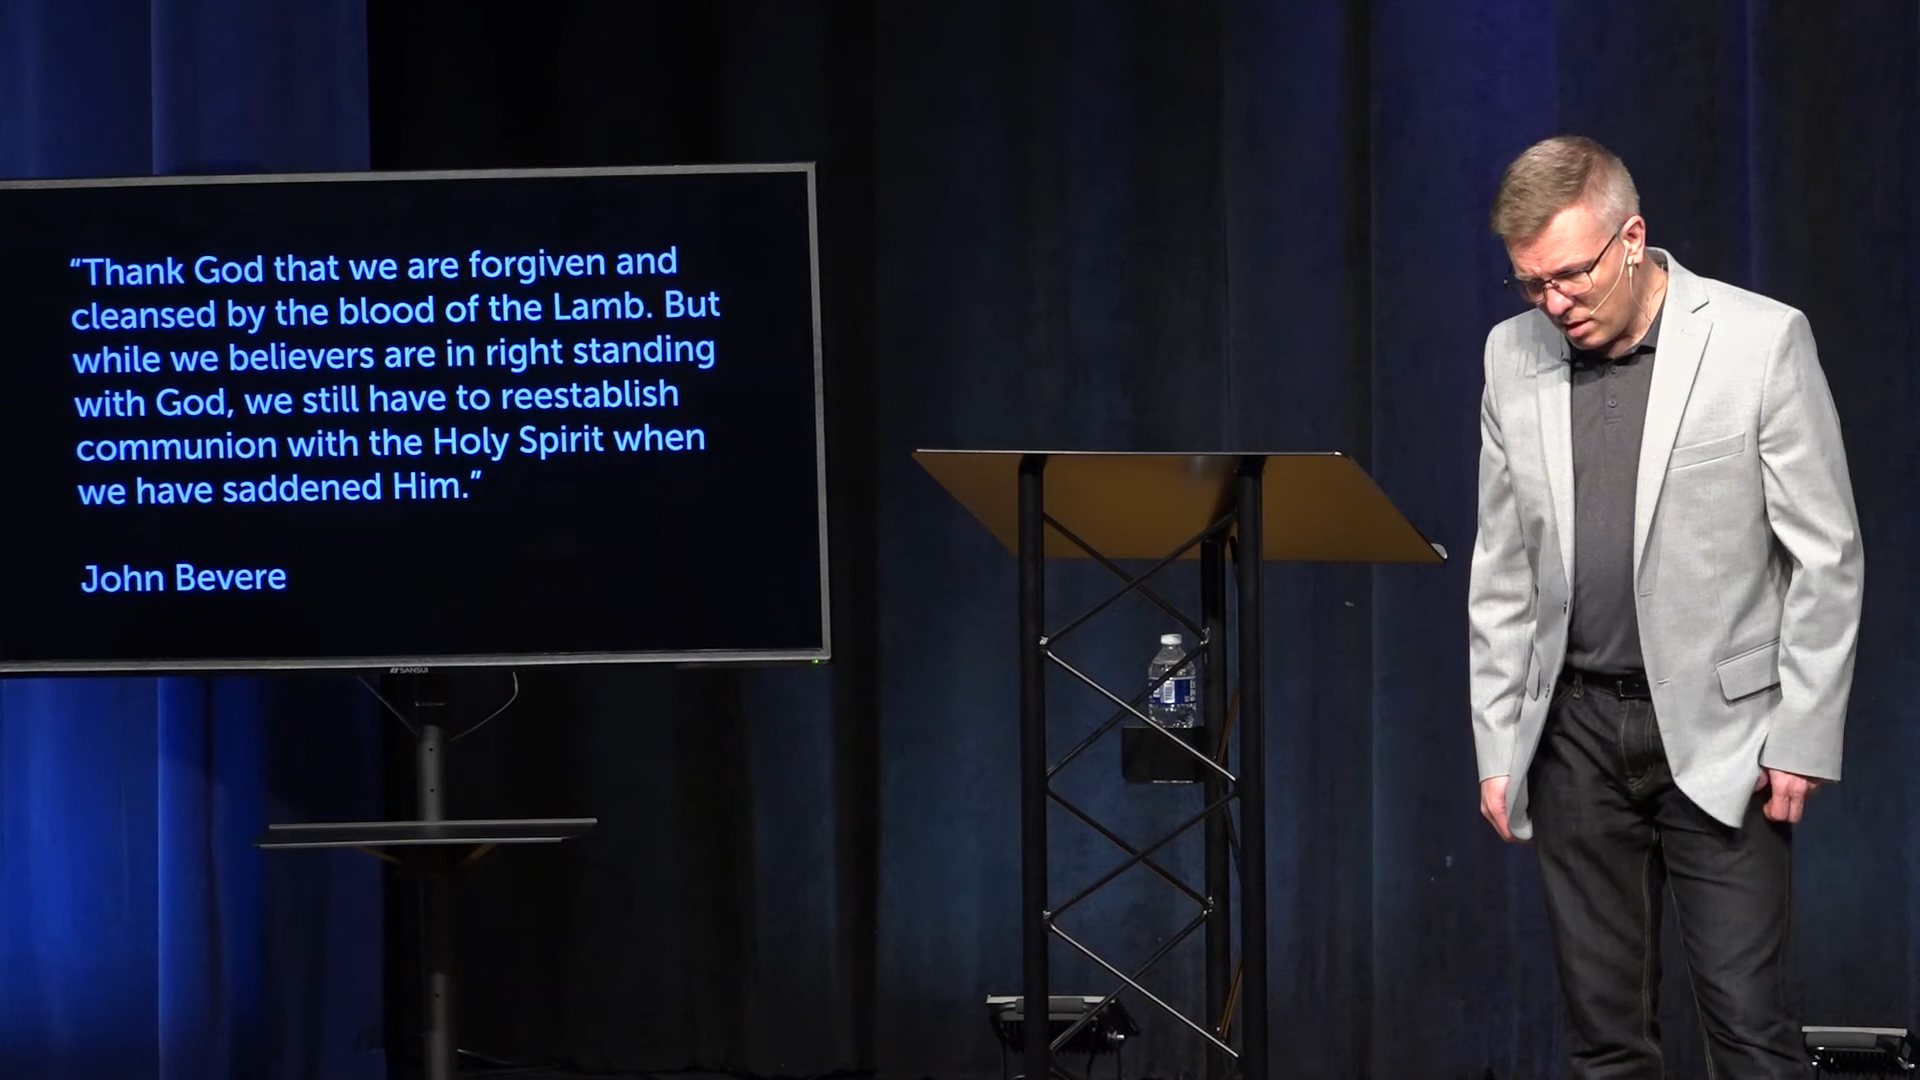 “Thank God that we are forgiven and
cleansed by the blood of the Lamb. But
while we believers are in right standing
with God, we still have to reestablish
communion with the Holy Spirit when
we have saddened Him.”
John Bevere
SANSUI